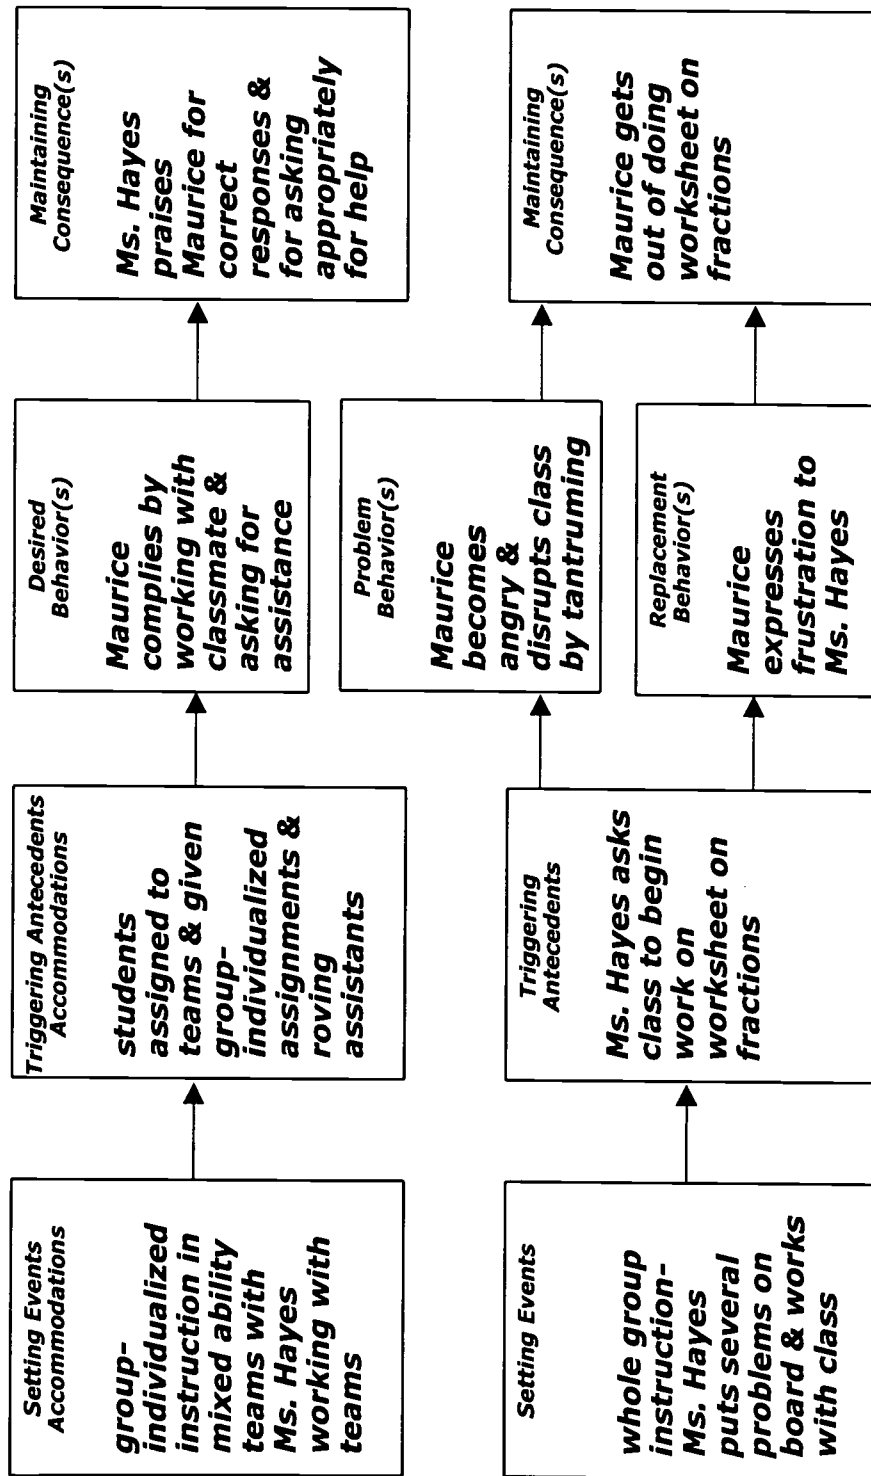 Setting Events
Accommodations
group-
individualized
instruction in
mixed ability
teams with
Ms. Hayes
working with
teams
Triggering Antecedents
Accommodations
students
assigned to
teams & given
group-
individualized
assignments &
roving
assistants
Desired
Behavior(s)
Maurice
complies by
working with
classmate &
asking for
assistance
Maintaining
Consequence(s)
Ms. Hayes
praises
Maurice for
correct
responses &
for asking
appropriately
for help
Setting Events
whole group
instruction-
Ms. Hayes
puts several
problems on
board & works
with class
Triggering
Antecedents
Ms. Hayes asks
class to begin
work on
worksheet on
fractions
Problem
Behavior(s)
Maurice
becomes
angry &
disrupts class
by tantruming
Replacement
Behavior(s)
Maurice
expresses
frustration to
Ms. Hayes
Maintaining
Consequence(s)
Maurice gets
out of doing
worksheet on
fractions